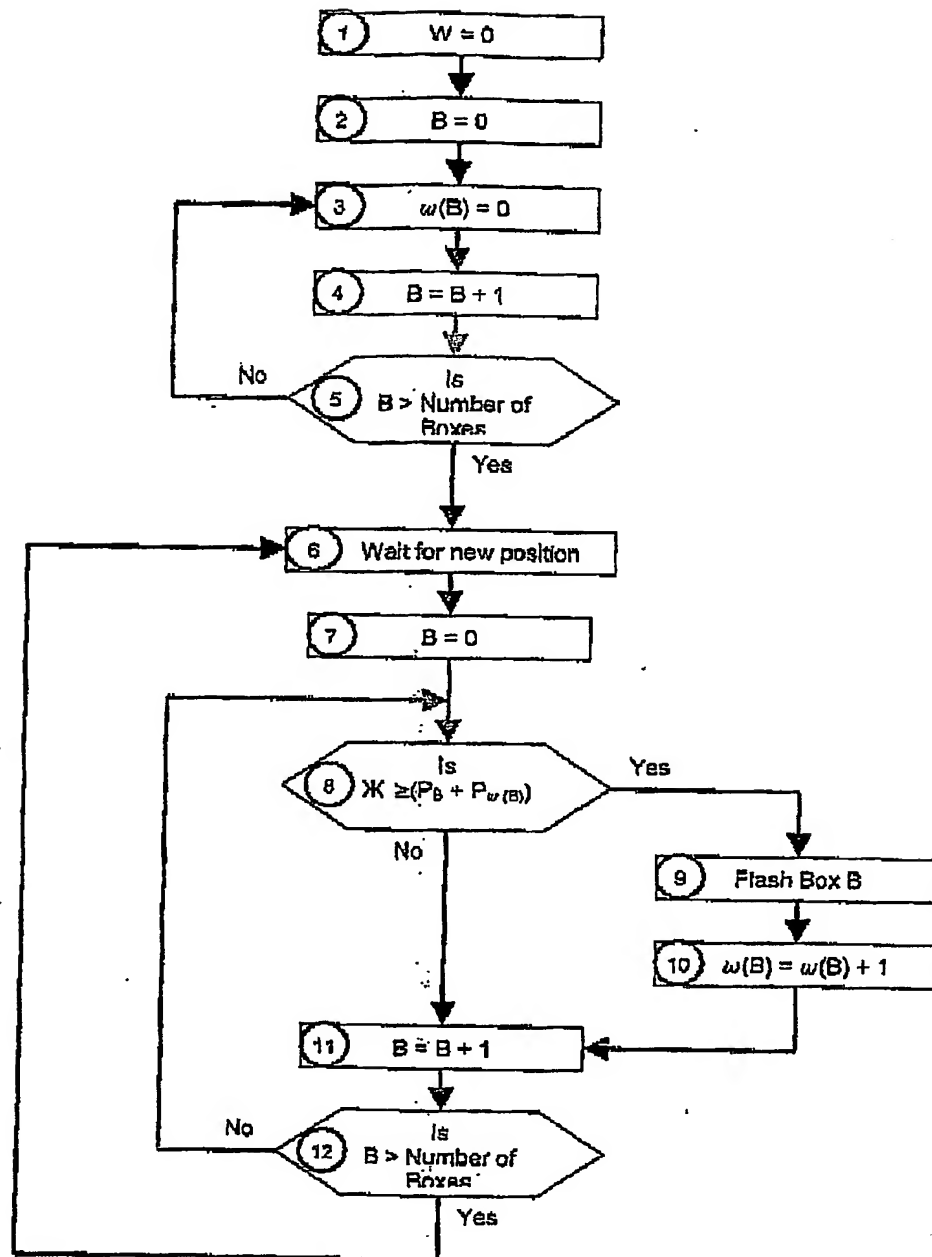 1 W = 0
2 B = 0
3 ω(B) = 0
4 B = B + 1
No
Is
5 B > Number of
Boxes
Yes
6 Wait for new position
7 B = 0
Is
8 Ж ≥(P_B + P_ω(B))
Yes
No
9 Flash Box B
10 ω(B) = ω(B) + 1
11 B = B + 1
No
Is
12 B > Number of
Boxes
Yes